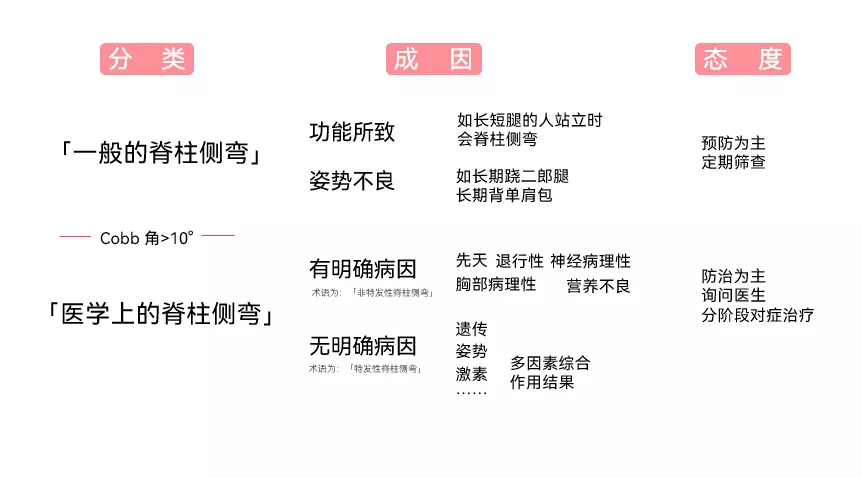 分 类
成 因
态 度
「一般的脊柱侧弯」
功能所致
如长短腿的人站立时
会脊柱侧弯
姿势不良
如长期跷二郎腿
长期背单肩包
预防为主
定期筛查
Cobb 角>10°
「医学上的脊柱侧弯」
有明确病因
术语为：「非特发性脊柱侧弯」
先天 退行性 神经病理性
胸部病理性 营养不良
无明确病因
术语为：「特发性脊柱侧弯」
遗传
姿势
激素
……
多因素综合
作用结果
防治为主
询问医生
分阶段对症治疗